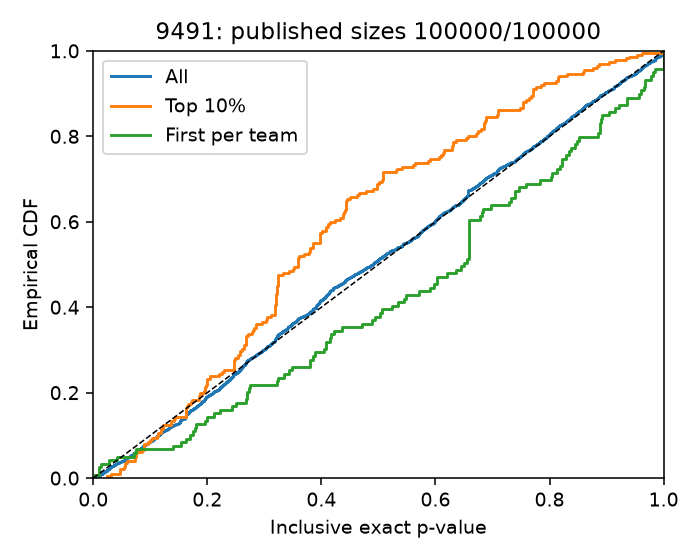 9491: published sizes 100000/100000
All
Top 10%
First per team
Empirical CDF
1.0
0.8
0.6
0.4
0.2
0.0
0.0 0.2 0.4 0.6 0.8 1.0
Inclusive exact p-value